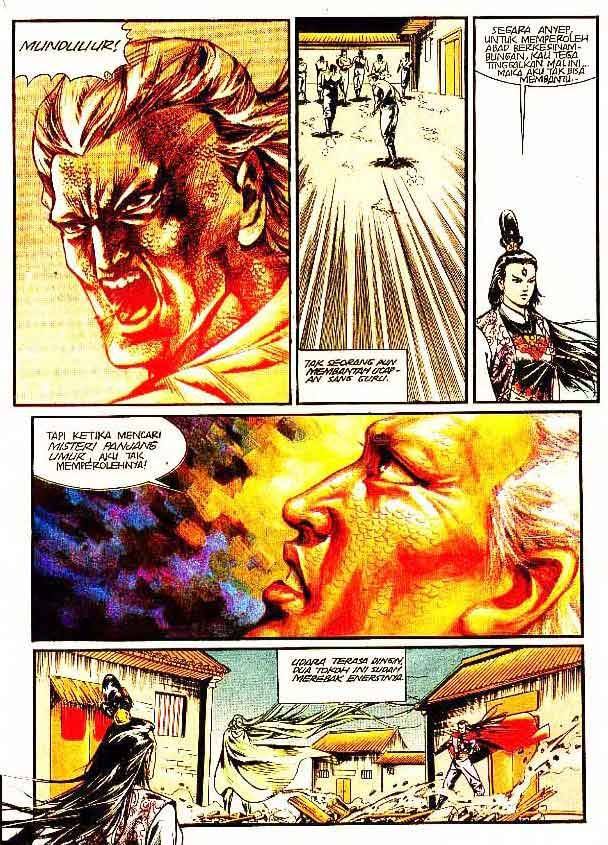 MUNDUUUR!
SEGARA ANYEP,
UNTUK MEMPEROLEH
ABAD BERKESINAM-
BUNGAN, KAU TEGA
TINGGALKAN MALINI...
MAKA AKU TAK BISA
MEMBANTU..
TAK SEORANG PUN
MEMBANTAH UCAP-
AN SANG GURU.
TAPI KETIKA MENCARI
MISTERI PANJANG
UMUR, AKU TAK
MEMPEROLEHNYA!
UDARA TERASA DINGIN,
DUA TOKOH INI SUDAH
MEREBAK ENERSINYA.